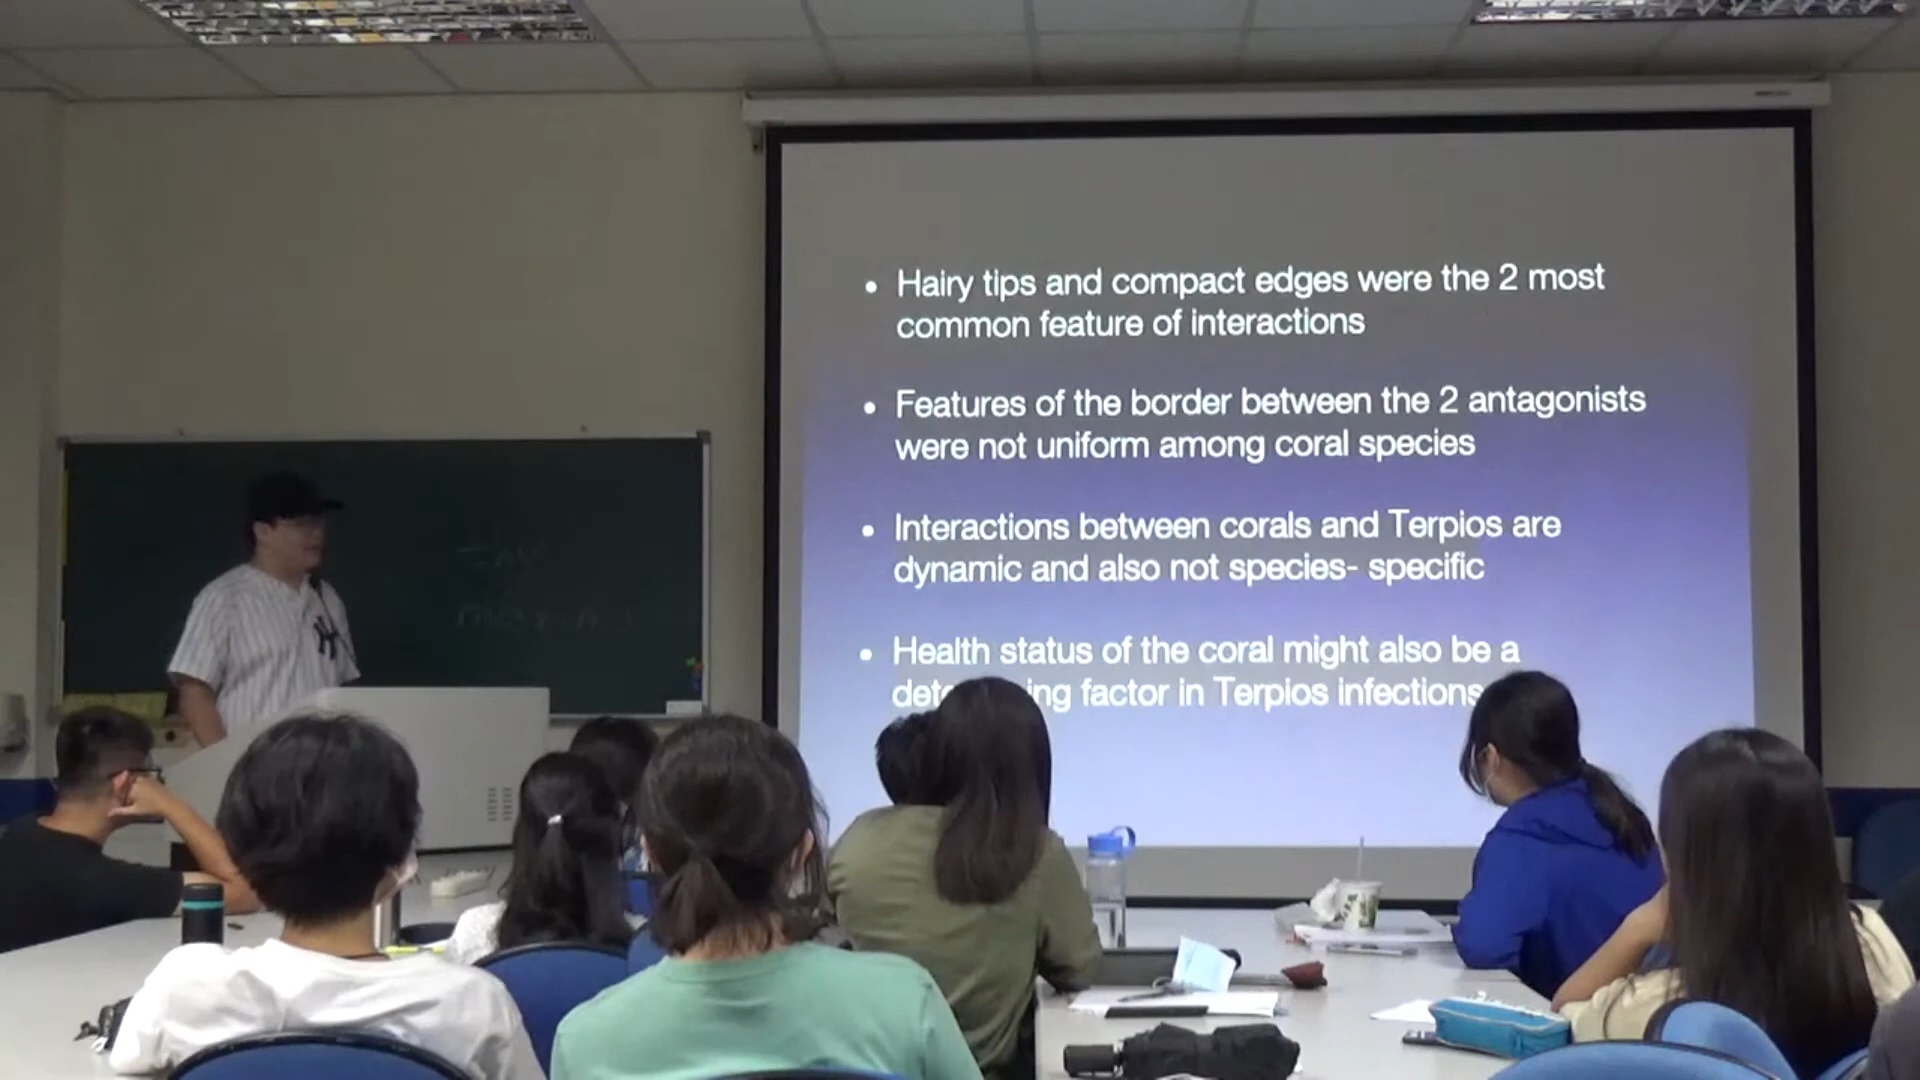 • Hairy tips and compact edges were the 2 most
common feature of interactions
• Features of the border between the 2 antagonists
were not uniform among coral species
• Interactions between corals and Terpios are
dynamic and also not species- specific
• Health status of the coral might also be a
factor in Terpios infections
NY